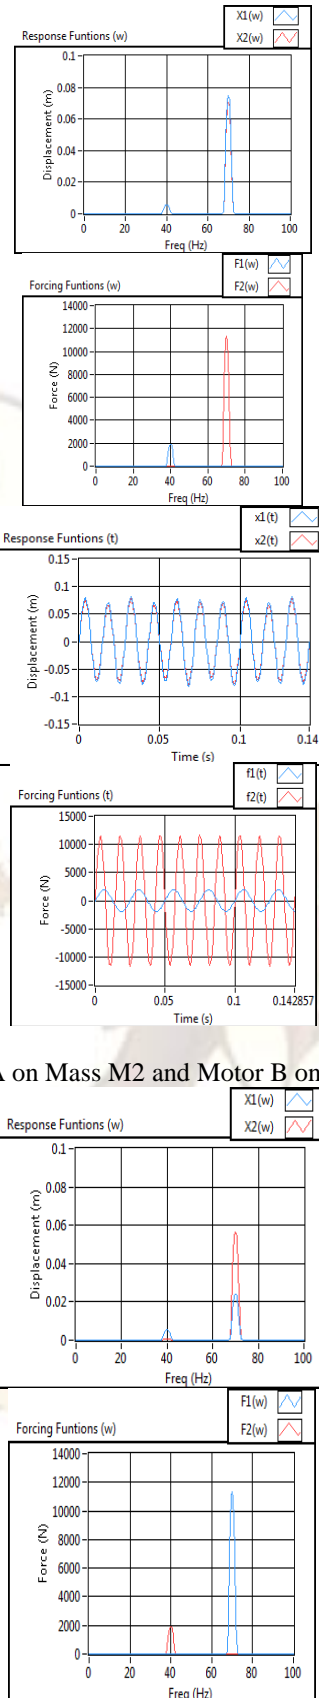 X1(w)
Response Funtions (w)
X2(w)
0.1
0.08
0.06
0.04
0.02
0
Displacement (m)
0 20 40 60 80 100
Freq (Hz)
F1(w)
Forcing Funtions (w)
F2(w)
14000
12000
10000
8000
6000
4000
2000
0
Force (N)
0 20 40 60 80 100
Freq (Hz)
x1(t)
Response Funtions (t)
x2(t)
0.15
0.1
0.05
0
-0.05
-0.1
-0.15
Displacement (m)
0 0.05 0.1 0.14
Time (s)
f1(t)
Forcing Funtions (t)
f2(t)
15000
10000
5000
0
-5000
-10000
-15000
Force (N)
0 0.05 0.1 0.142857
Time (s)
on Mass M2 and Motor B on
X1(w)
Response Funtions (w)
X2(w)
0.1
0.08
0.06
0.04
0.02
0
Displacement (m)
0 20 40 60 80 100
Freq (Hz)
F1(w)
Forcing Funtions (w)
F2(w)
14000
12000
10000
8000
6000
4000
2000
0
Force (N)
0 20 40 60 80 100
Freq (Hz)